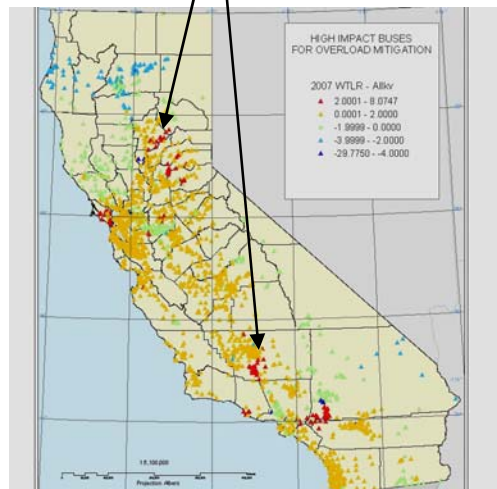 HIGH IMPACT BUSES
FOR OVERLOAD MITIGATION
2007 WTLR - Allkv
2.0001 - 8.0747
0.0001 - 2.0000
-1.9999 - 0.0000
-3.9999 - -2.0000
-29.7750 - -4.0000
Projection Albers